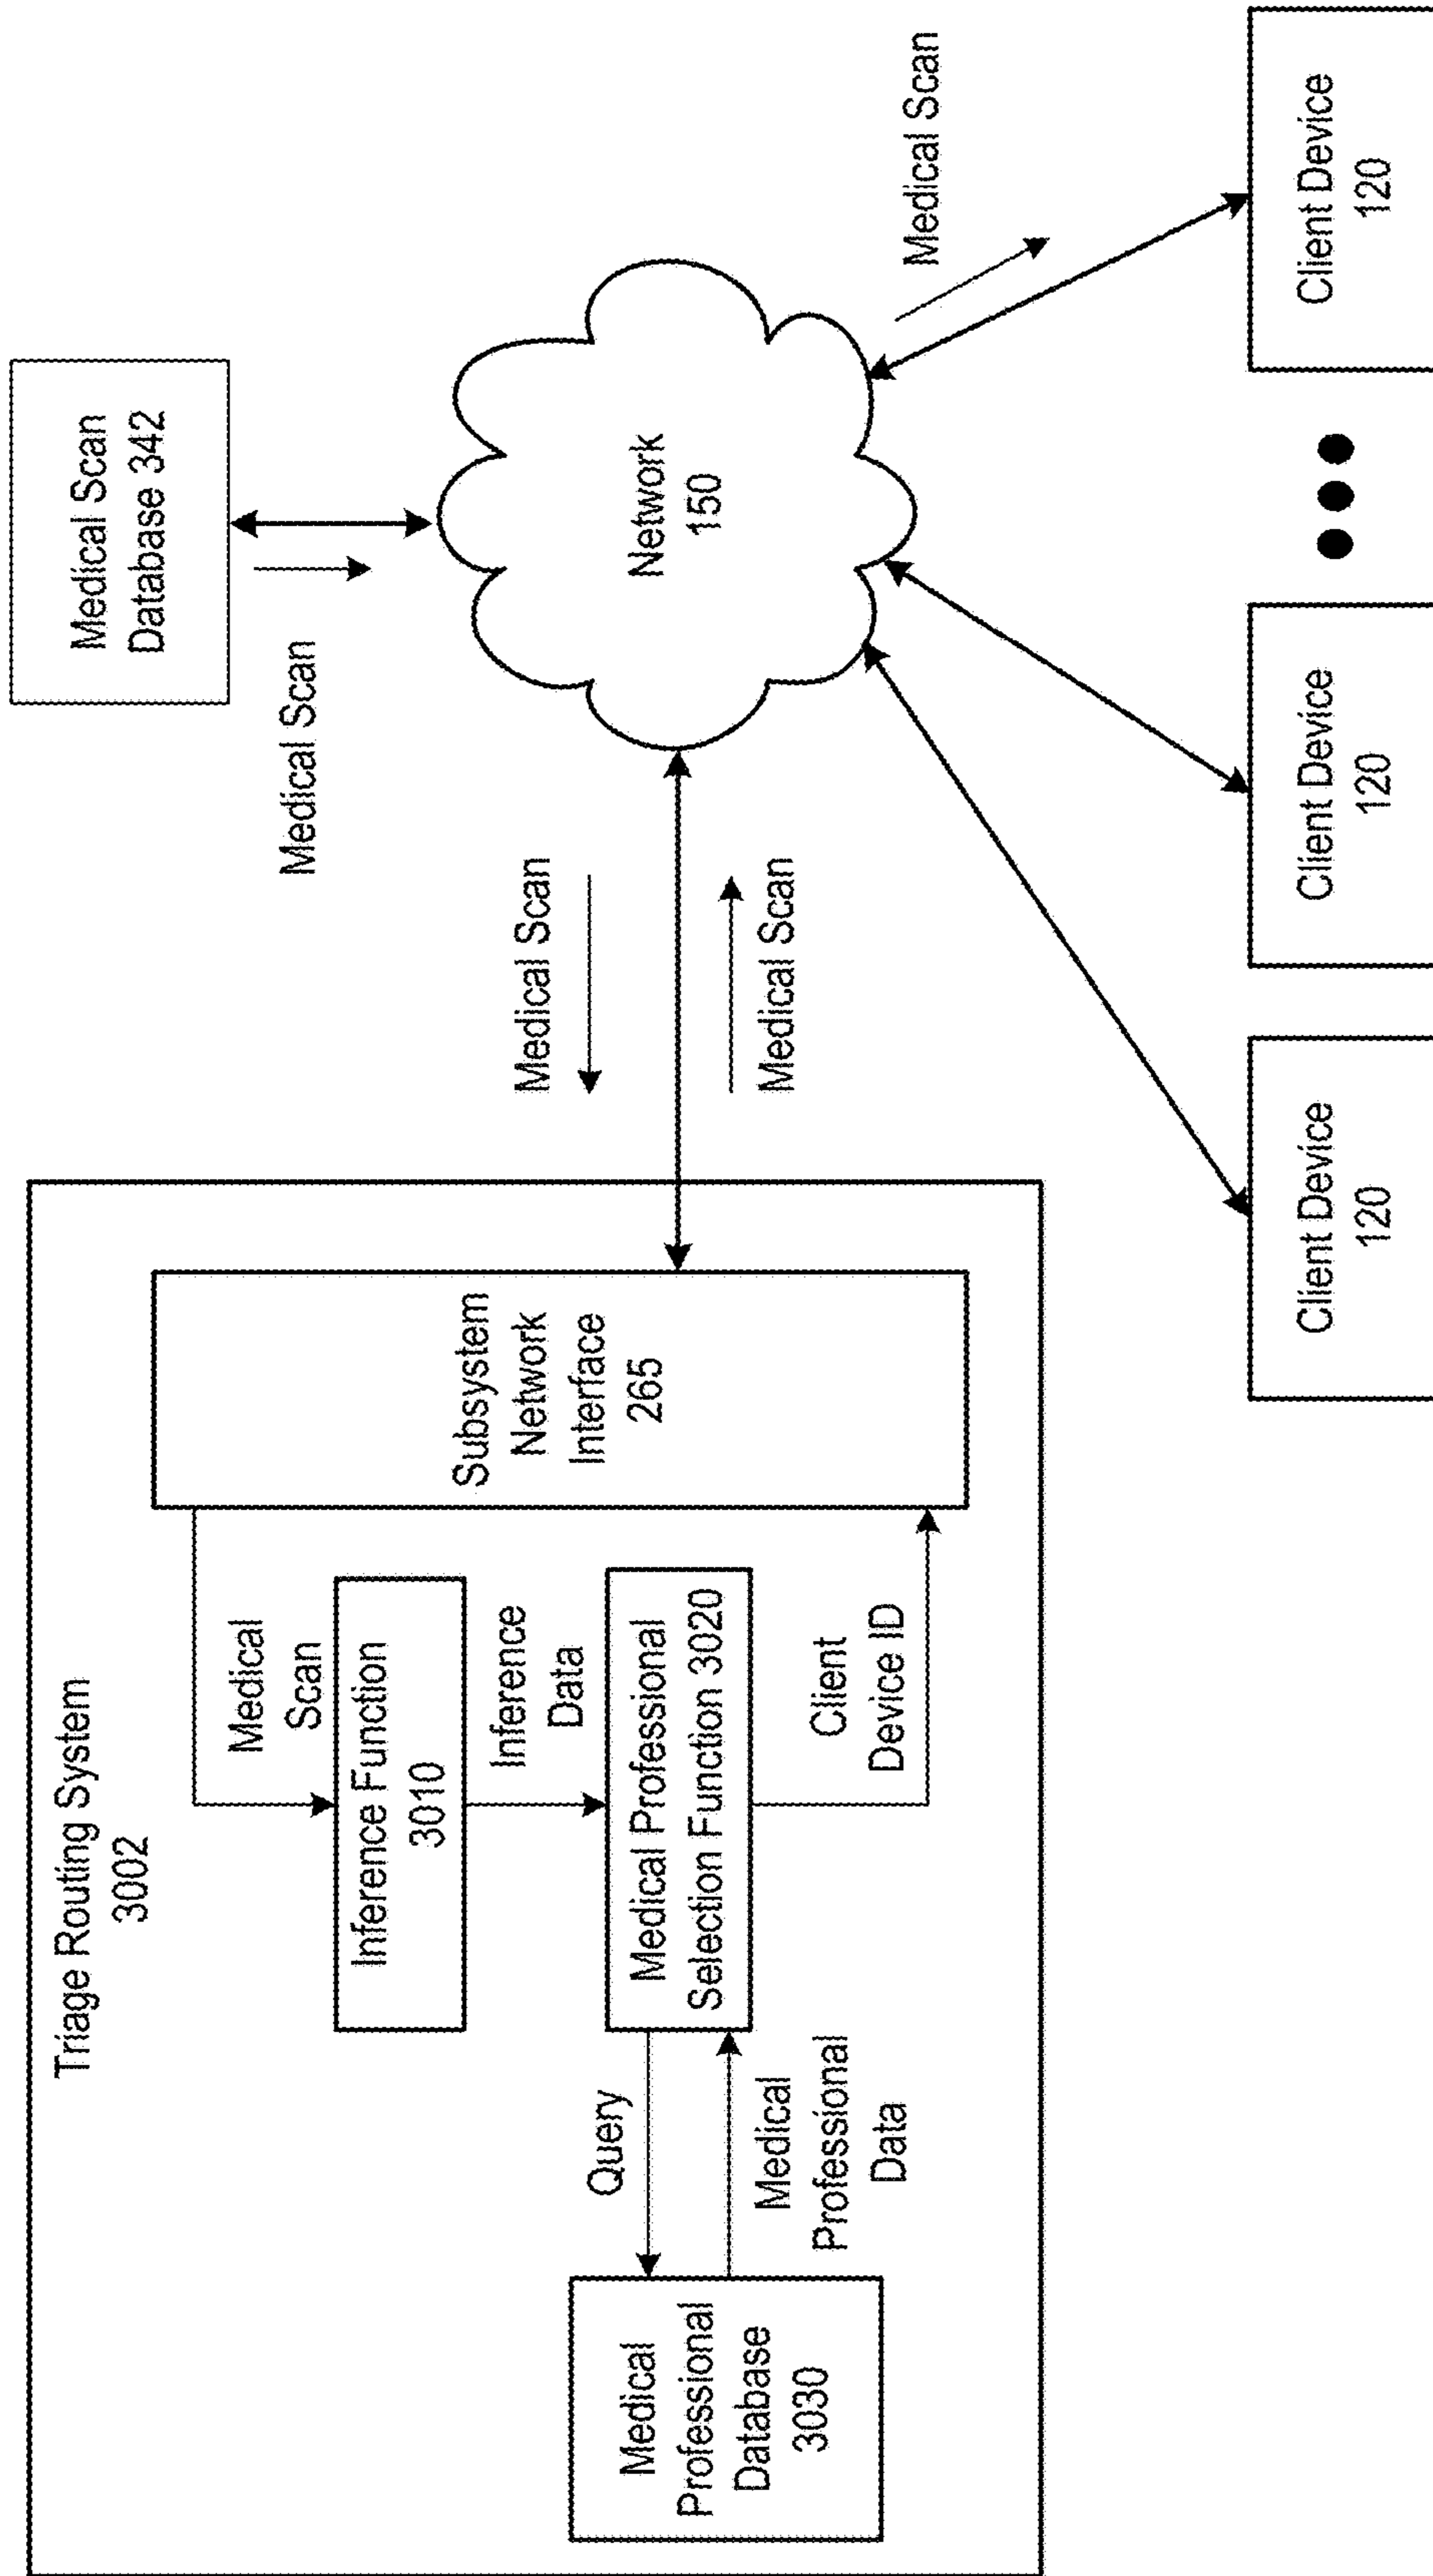 Triage Routing System
3002
Medical
Scan
Inference Function
3010
Inference
Data
Medical Professional
Selection Function 3020
Query
Medical
Professional
Data
Medical
Professional
Database
3030
Client
Device ID
Subsystem
Network
Interface
265
Medical Scan
Medical Scan
Medical Scan
Database 342
Medical Scan
Network
150
Medical Scan
Client Device
120
Client Device
120
Client Device
120